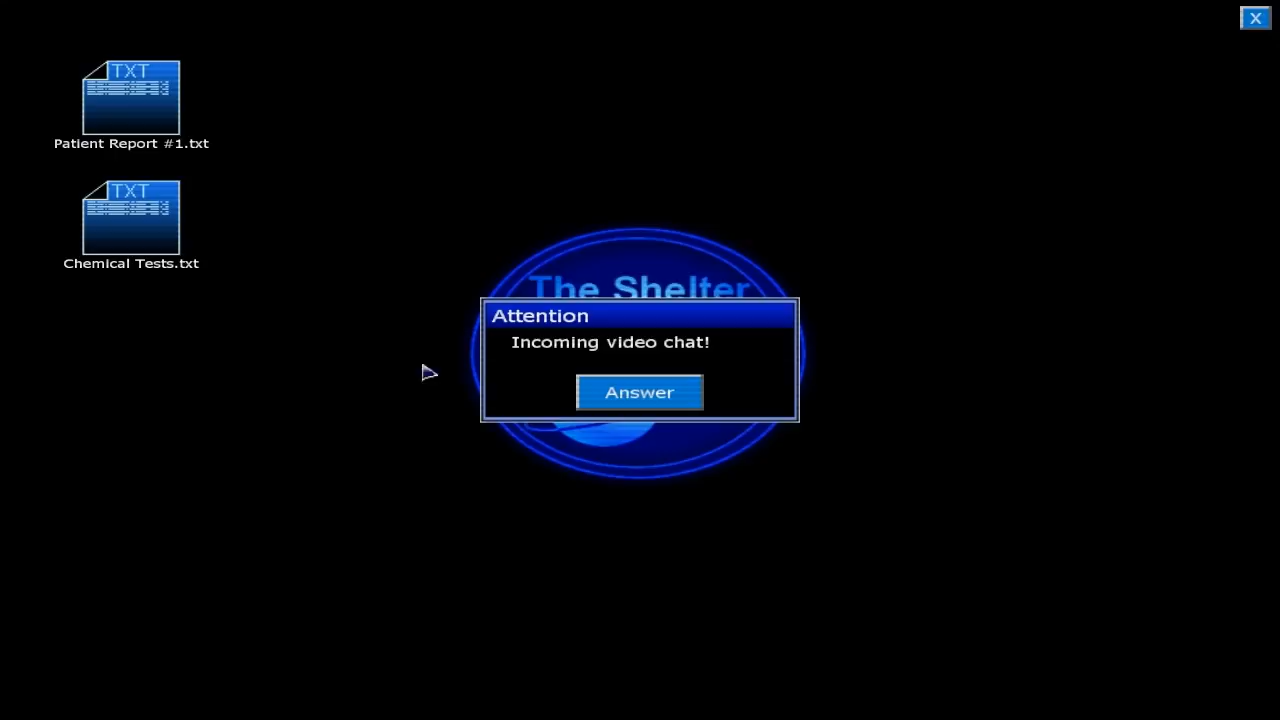 X
TXT
Patient Report #1.txt
TXT
Chemical Tests.txt
The Shelter
Attention
Incoming video chat!
Answer